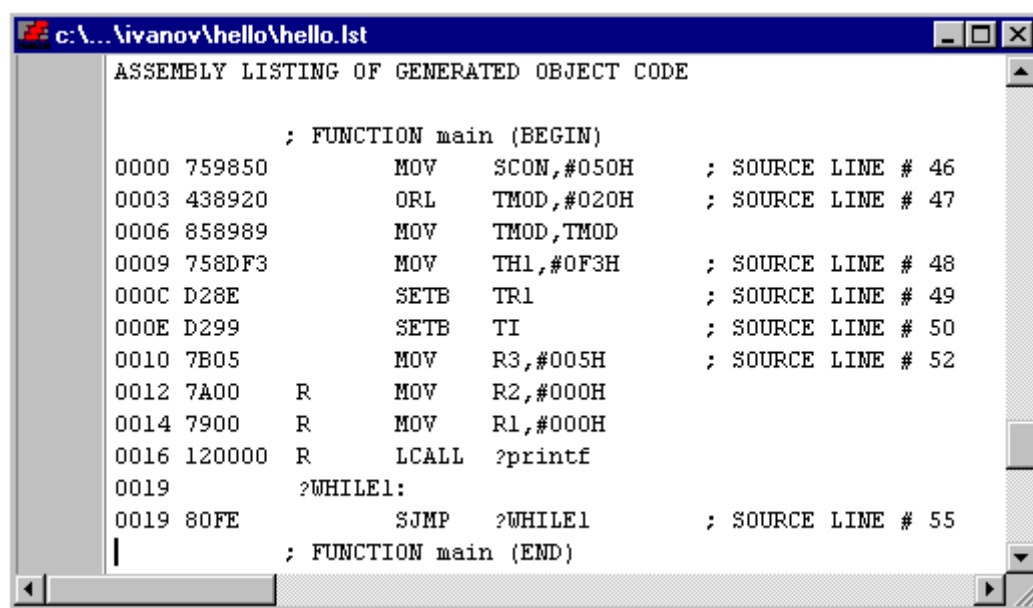 c:\...\ivanov\hello\hello.lst
ASSEMBLY LISTING OF GENERATED OBJECT CODE
; FUNCTION main (BEGIN)
0000 759850 MOV SCON,#050H ; SOURCE LINE # 46
0003 438920 ORL TMOD,#020H ; SOURCE LINE # 47
0006 858989 MOV TMOD,TMOD
0009 758DF3 MOV TH1,#0F3H ; SOURCE LINE # 48
000C D28E SETB TR1 ; SOURCE LINE # 49
000E D299 SETB TI ; SOURCE LINE # 50
0010 7B05 MOV R3,#005H ; SOURCE LINE # 52
0012 7A00 R MOV R2,#000H
0014 7900 R MOV R1,#000H
0016 120000 R LCALL ?printf
0019 ?WHILE1:
0019 80FE SJMP ?WHILE1 ; SOURCE LINE # 55
; FUNCTION main (END)